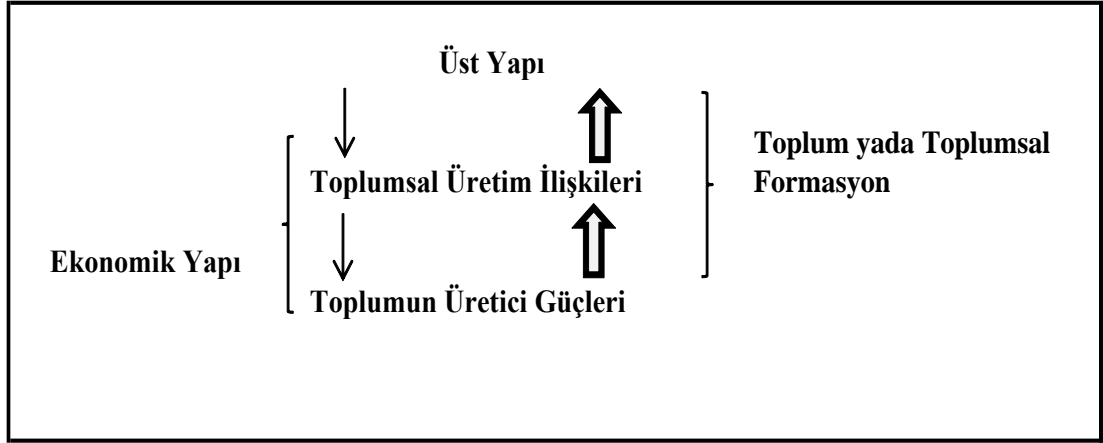 Üst Yapı
Toplum yada Toplumsal
Formasyon
Toplumsal Üretim İlişkileri
Ekonomik Yapı
Toplumun Üretici Güçleri